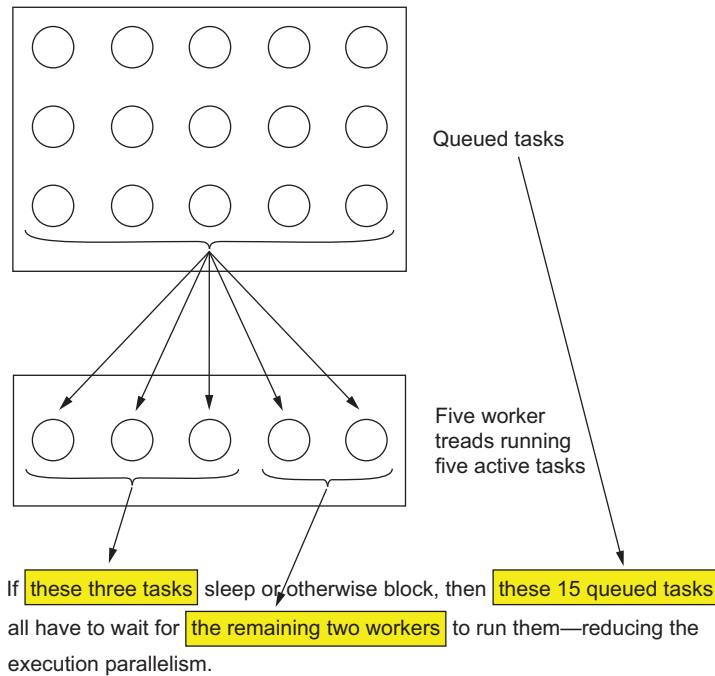 Queued tasks
Five worker
treads running
five active tasks
If these three tasks sleep or otherwise block, then these 15 queued tasks
all have to wait for the remaining two workers to run them—reducing the
execution parallelism.